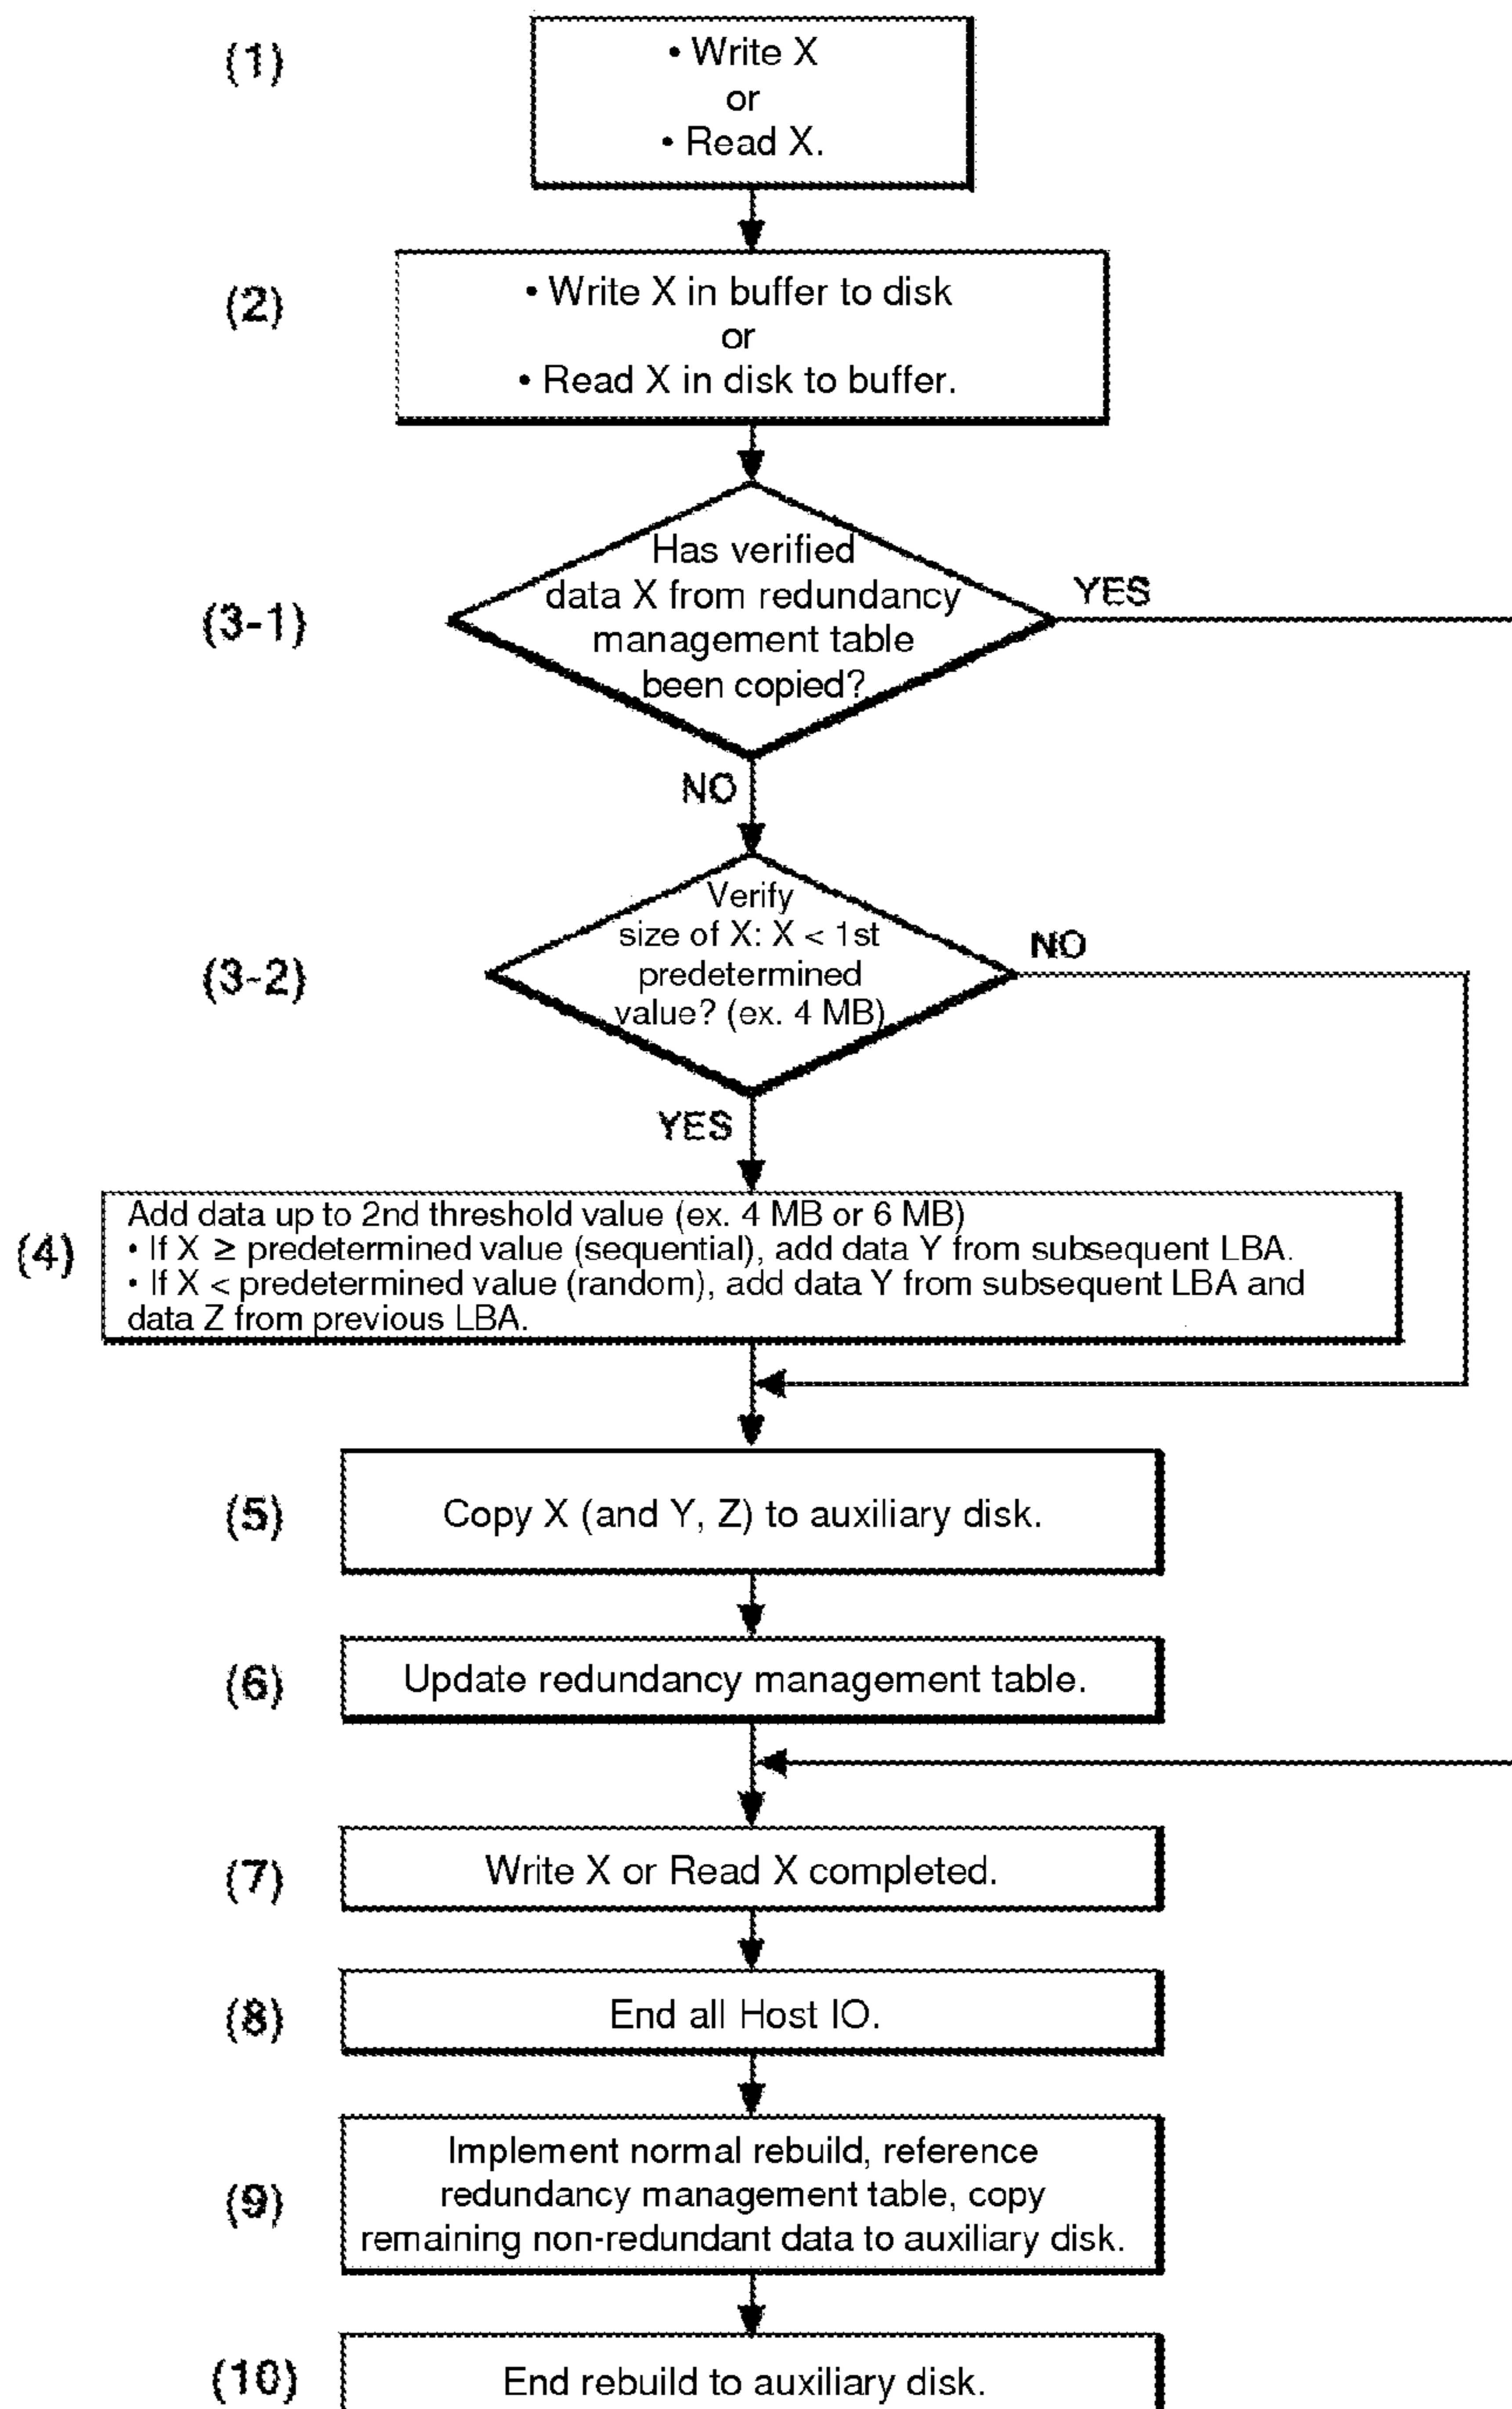 (1)
• Write X
or
• Read X.
(2)
• Write X in buffer to disk
or
• Read X in disk to buffer.
(3-1)
Has verified
data X from redundancy
management table
been copied?
YES
NO
(3-2)
Verify
size of X: X < 1st
predetermined
value? (ex. 4 MB)
NO
YES
(4)
Add data up to 2nd threshold value (ex. 4 MB or 6 MB)
• If X ≥ predetermined value (sequential), add data Y from subsequent LBA.
• If X < predetermined value (random), add data Y from subsequent LBA and
data Z from previous LBA.
(5)
Copy X (and Y, Z) to auxiliary disk.
(6)
Update redundancy management table.
(7)
Write X or Read X completed.
(8)
End all Host IO.
(9)
Implement normal rebuild, reference
redundancy management table, copy
remaining non-redundant data to auxiliary disk.
(10)
End rebuild to auxiliary disk.